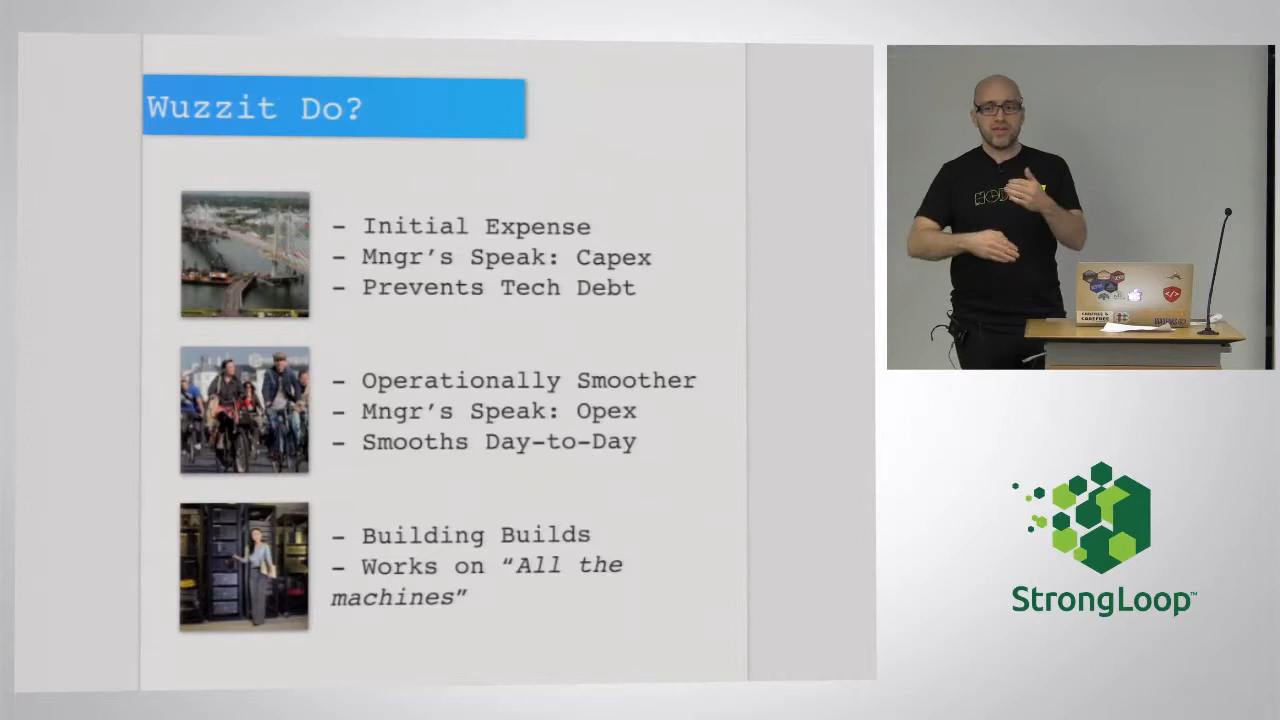 Wuzzit Do?
- Initial Expense
- Mngr's Speak: Capex
- Prevents Tech Debt
- Operationally Smoother
- Mngr's Speak: Opex
- Smooths Day-to-Day
- Building Builds
- Works on "All the
machines"
StrongLoop™